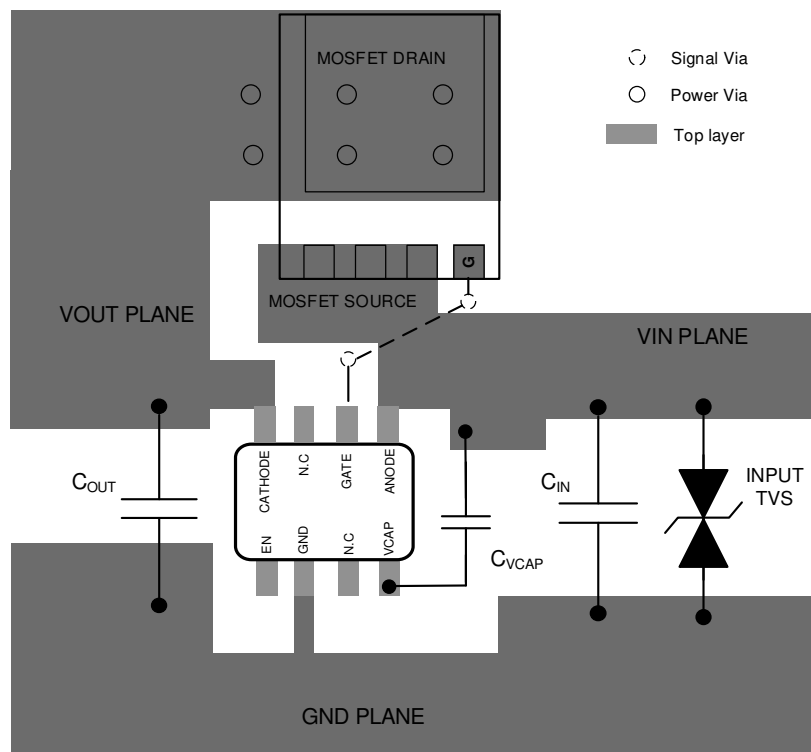 MOSFET DRAIN
Signal Via
Power Via
Top layer
G
MOSFET SOURCE
VOUT PLANE
VIN PLANE
CATHODE
N.C
GATE
ANODE
EN
GND
N.C
VCAP
COUT
CVCAP
CIN
INPUT
TVS
GND PLANE